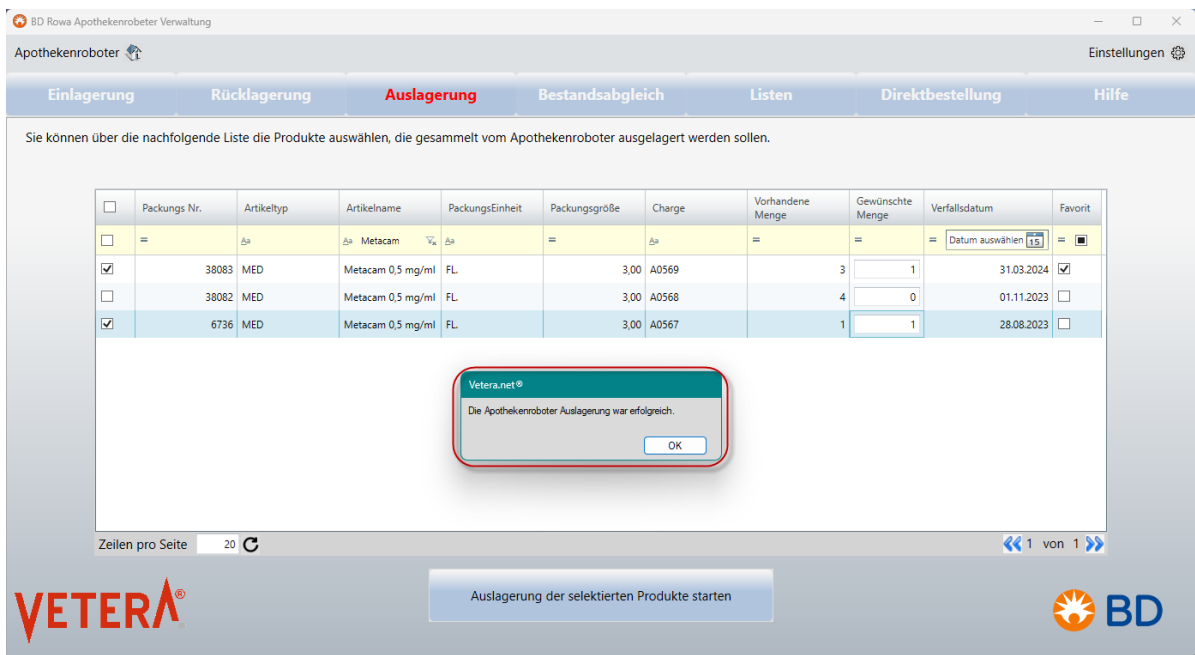 BD Rowa Apothekenrobeter Verwaltung
Apothekenroboter Einstellungen
Einlagerung Rücklagerung Auslagerung Bestandsabgleich Listen Direktbestellung Hilfe
Sie können über die nachfolgende Liste die Produkte auswählen, die gesammelt vom Apothekenroboter ausgelagert werden sollen.
Packungs Nr. Artikeltyp Artikelname PackungsEinheit Packungsgröße Charge Vorhandene Menge Gewünschte Menge Verfallsdatum Favorit
= Aa Aa Metacam Aa = Aa = = = Datum auswählen 15 =
38083 MED Metacam 0,5 mg/ml FL. 3,00 A0569 3 1 31.03.2024
38082 MED Metacam 0,5 mg/ml FL. 3,00 A0568 4 0 01.11.2023
6736 MED Metacam 0,5 mg/ml FL. 3,00 A0567 1 1 28.08.2023
Vetera.net®
Die Apothekenroboter Auslagerung war erfolgreich.
OK
Zeilen pro Seite 20 1 von 1
Auslagerung der selektierten Produkte starten
VETERA® BD